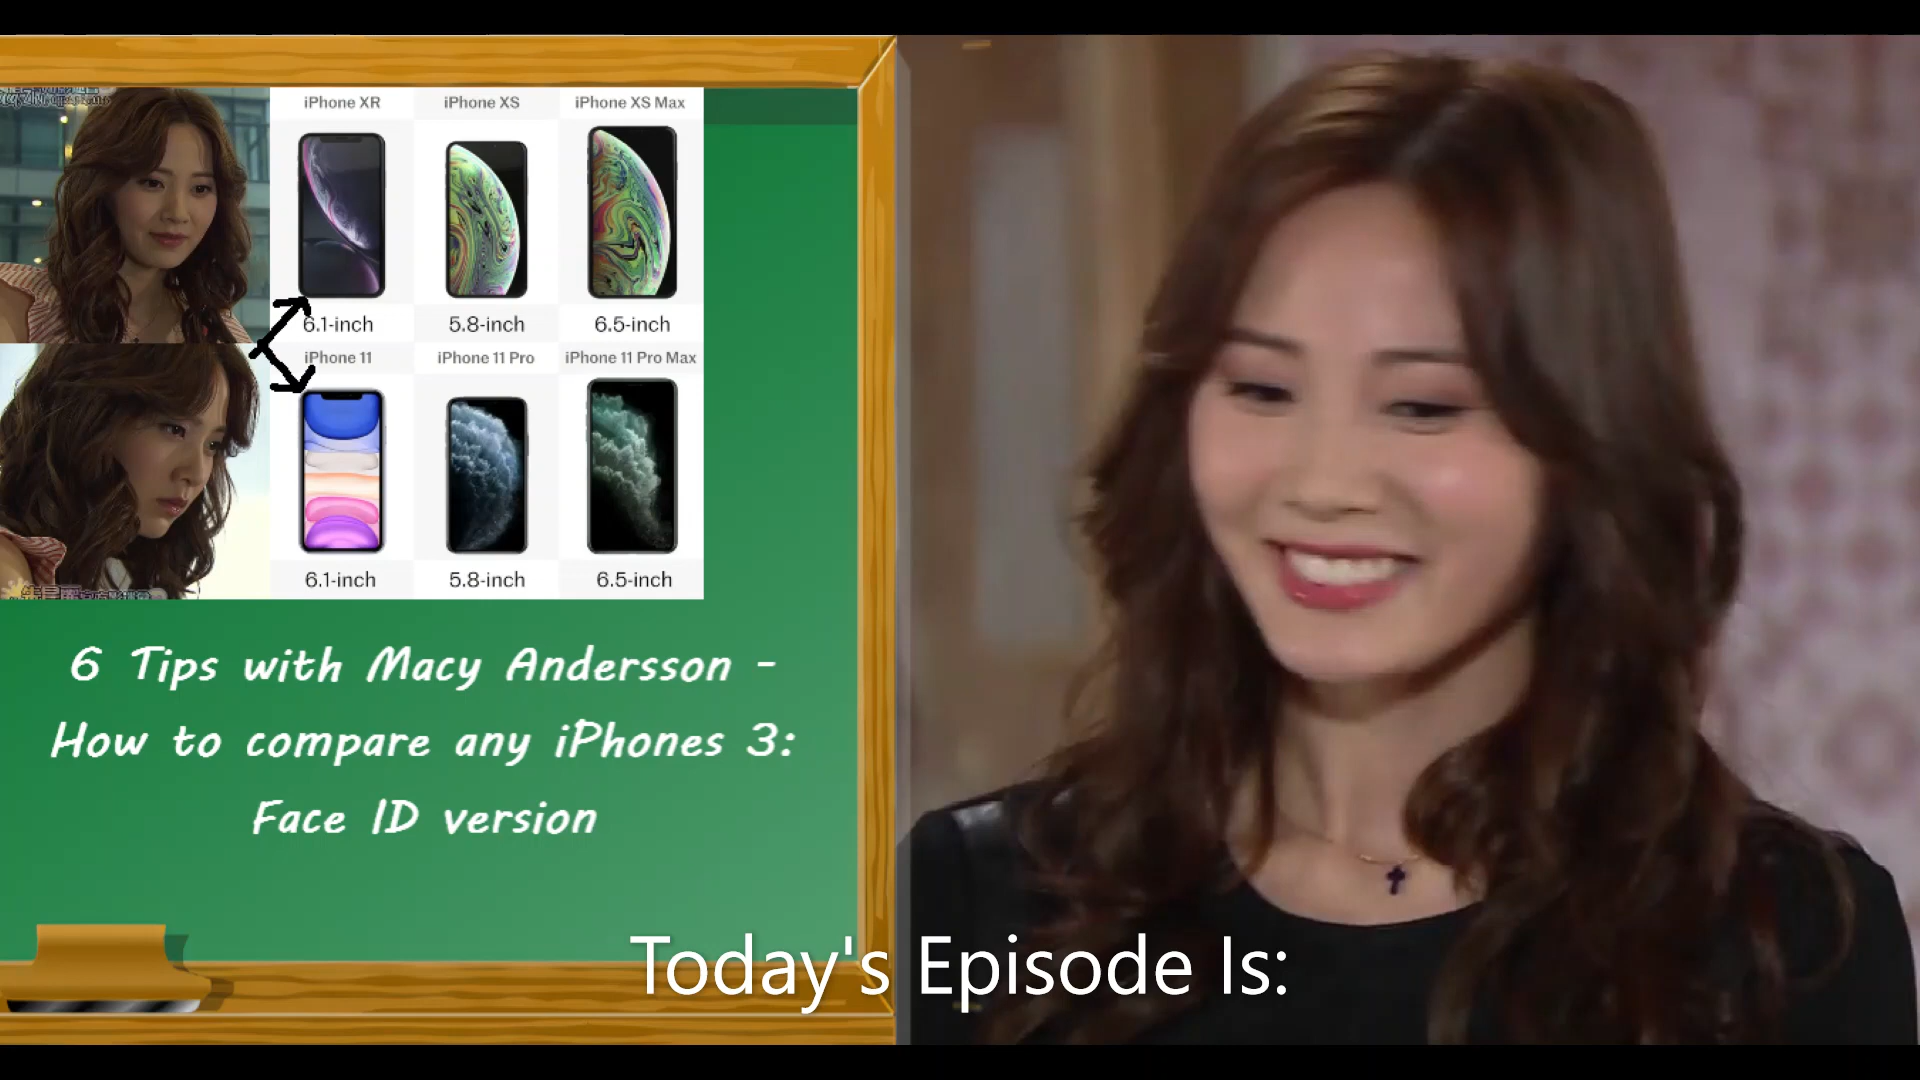 iPhone XR
iPhone XS
iPhone XS Max
6.1-inch
5.8-inch
6.5-inch
iPhone 11
iPhone 11 Pro
iPhone 11 Pro Max
6.1-inch
5.8-inch
6.5-inch
6 Tips with Macy Andersson -
How to compare any iPhones 3:
Face ID version
Today's Episode Is: